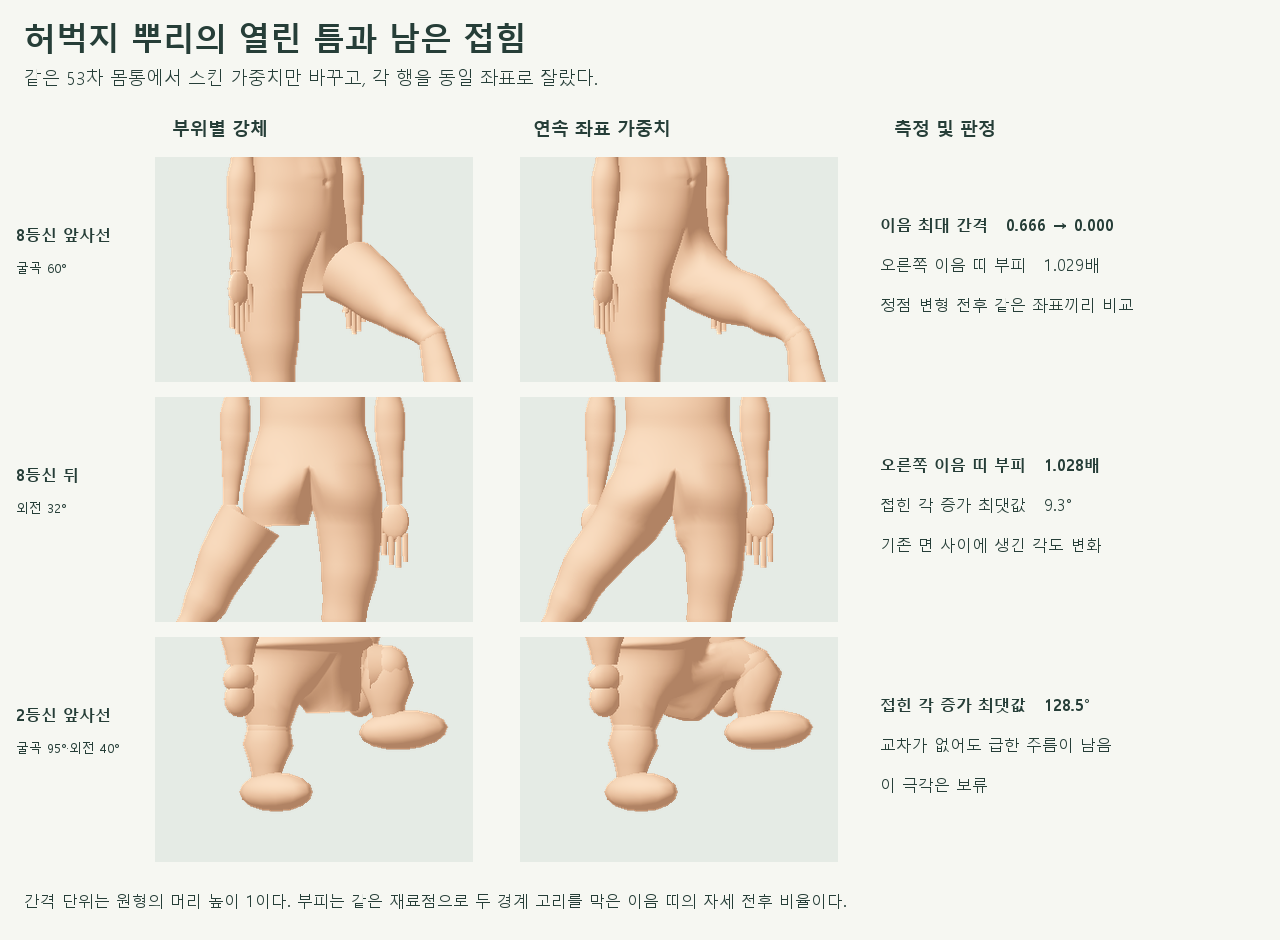 허벅지 뿌리의 열린 틈과 남은 접힘
같은 53차 몸통에서 스킨 가중치만 바꾸고, 각 행을 동일 좌표로 잘랐다.
부위별 강체
연속 좌표 가중치
측정 및 판정
8등신 앞사선
굴곡 60°
이음 최대 간격 0.666 → 0.000
오른쪽 이음 띠 부피 1.029배
정점 변형 전후 같은 좌표끼리 비교
8등신 뒤
외전 32°
오른쪽 이음 띠 부피 1.028배
접힌 각 증가 최댓값 9.3°
기존 면 사이에 생긴 각도 변화
2등신 앞사선
굴곡 95°·외전 40°
접힌 각 증가 최댓값 128.5°
교차가 없어도 급한 주름이 남음
이 극각은 보류
간격 단위는 원형의 머리 높이 1이다. 부피는 같은 재료점으로 두 경계 고리를 막은 이음 띠의 자세 전후 비율이다.